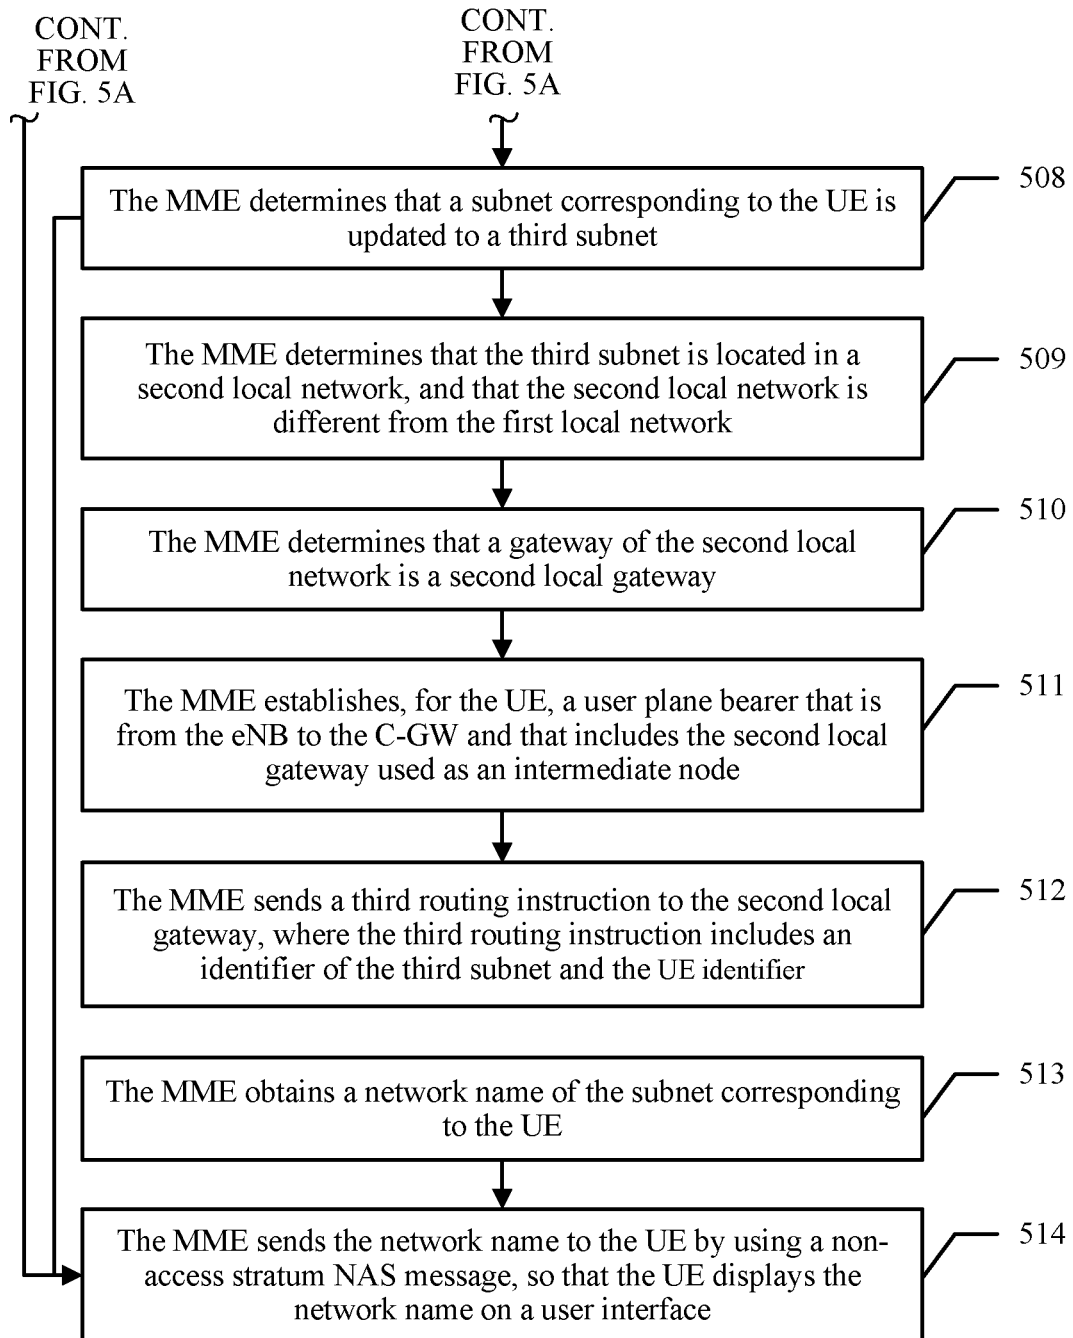 CONT.
FROM
FIG. 5A
CONT.
FROM
FIG. 5A
The MME determines that a subnet corresponding to the UE is
updated to a third subnet
508
The MME determines that the third subnet is located in a
second local network, and that the second local network is
different from the first local network
509
The MME determines that a gateway of the second local
network is a second local gateway
510
The MME establishes, for the UE, a user plane bearer that is
from the eNB to the C-GW and that includes the second local
gateway used as an intermediate node
511
The MME sends a third routing instruction to the second local
gateway, where the third routing instruction includes an
identifier of the third subnet and the UE identifier
512
The MME obtains a network name of the subnet corresponding
to the UE
513
The MME sends the network name to the UE by using a non-
access stratum NAS message, so that the UE displays the
network name on a user interface
514